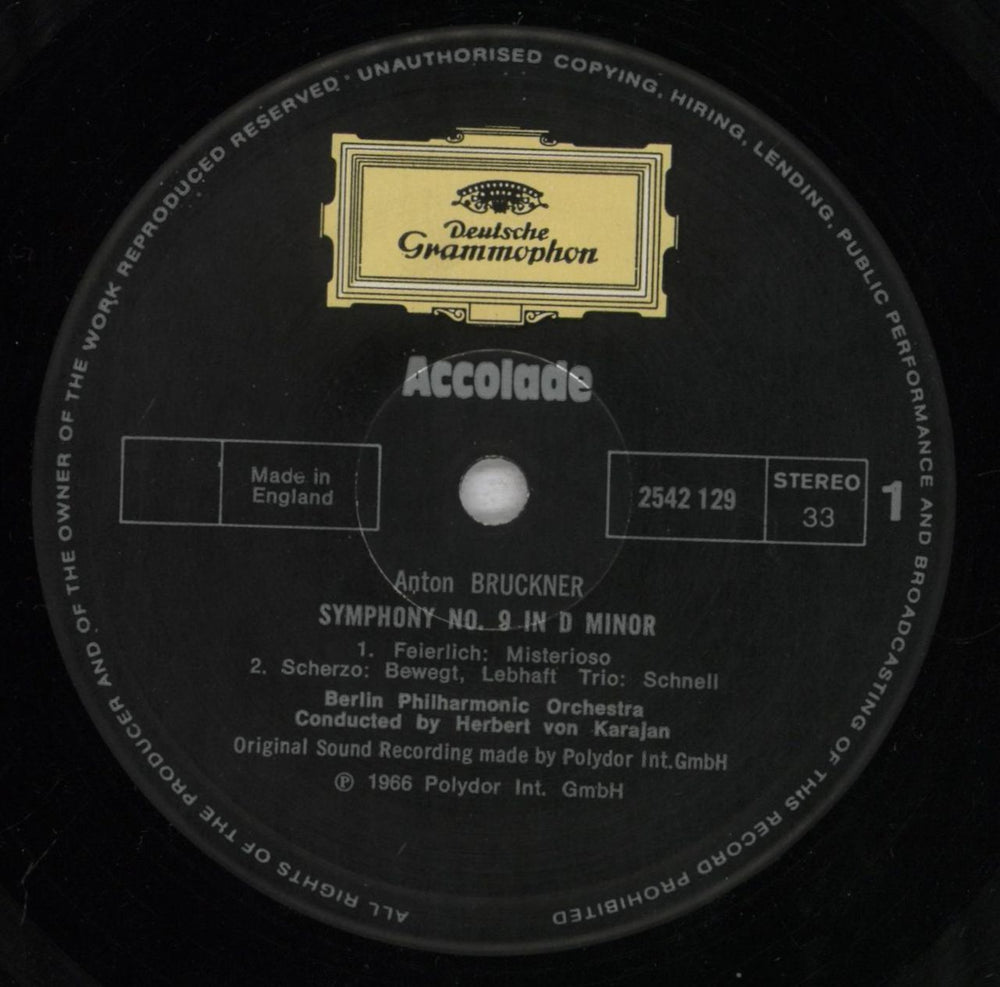 ALL RIGHTS OF THE PRODUCER AND OF THE OWNER OF THE WORK REPRODUCED RESERVED · UNAUTHORISED COPYING, HIRING, LENDING, PUBLIC PERFORMANCE AND BROADCASTING OF THIS RECORD PROHIBITED
Deutsche
Grammophon
Accolade
Made in
England
2542 129
STEREO
33
1
Anton BRUCKNER
SYMPHONY NO. 9 IN D MINOR
1. Feierlich: Misterioso
2. Scherzo: Bewegt, Lebhaft Trio: Schnell
Berlin Philharmonic Orchestra
Conducted by Herbert von Karajan
Original Sound Recording made by Polydor Int.GmbH
℗ 1966 Polydor Int. GmbH